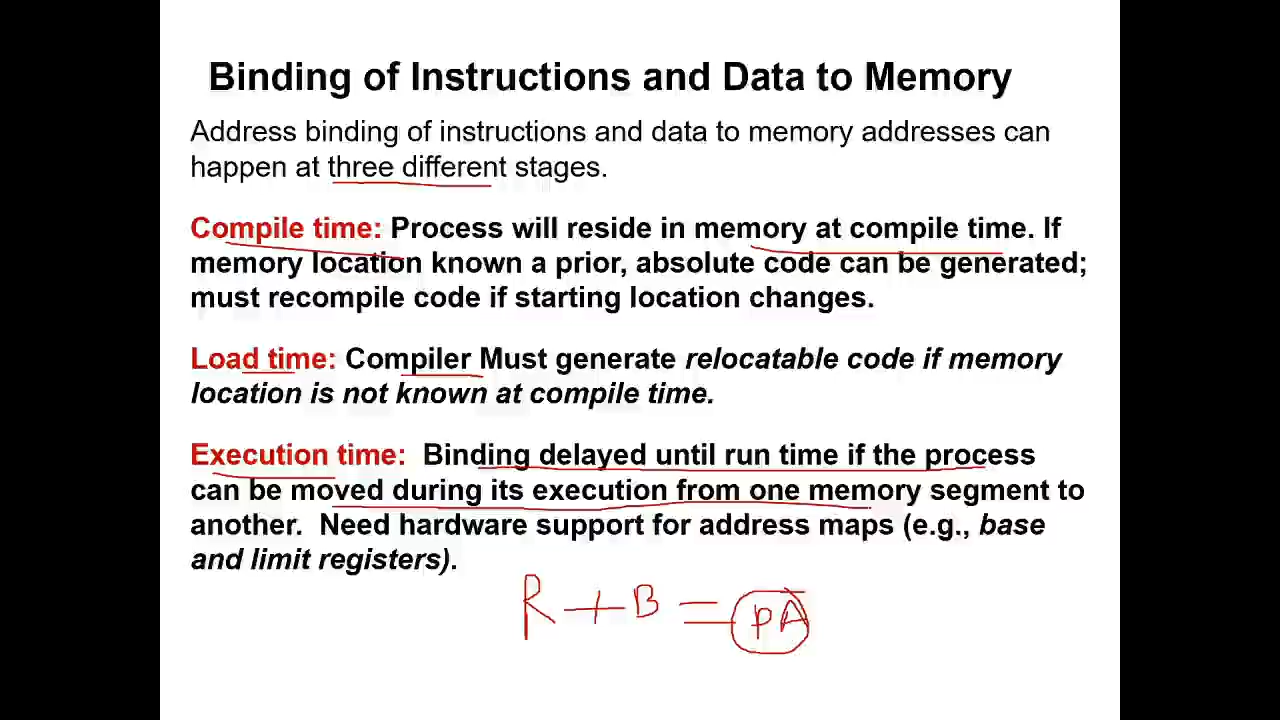 Binding of Instructions and Data to Memory
Address binding of instructions and data to memory addresses can
happen at three different stages.
Compile time: Process will reside in memory at compile time. If
memory location known a prior, absolute code can be generated;
must recompile code if starting location changes.
Load time: Compiler Must generate relocatable code if memory
location is not known at compile time.
Execution time: Binding delayed until run time if the process
can be moved during its execution from one memory segment to
another. Need hardware support for address maps (e.g., base
and limit registers).
R + B = PA